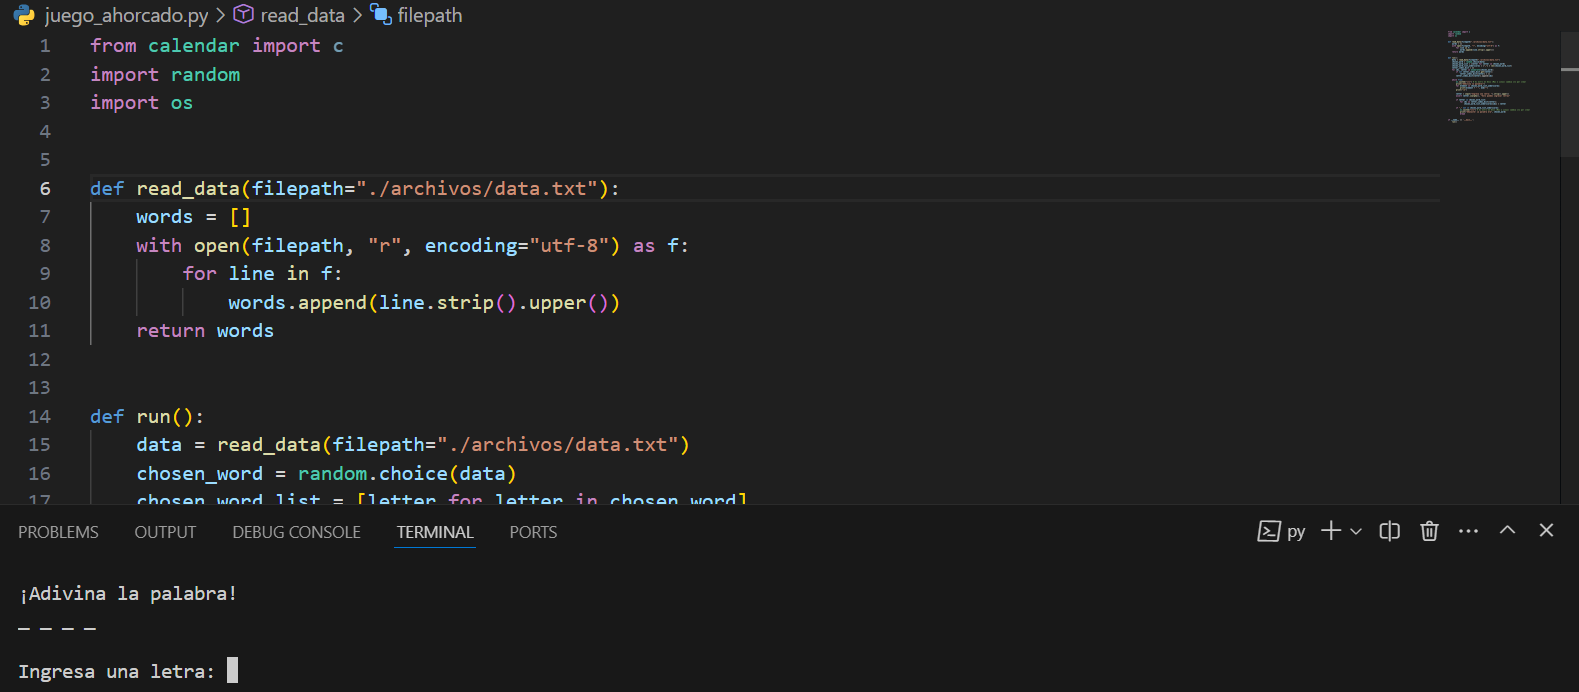 juego_ahorcado.py > read_data > filepath
1 from calendar import c
2 import random
3 import os
4
5
6 def read_data(filepath="./archivos/data.txt"):
7 words = []
8 with open(filepath, "r", encoding="utf-8") as f:
9 for line in f:
10 words.append(line.strip().upper())
11 return words
12
13
14 def run():
15 data = read_data(filepath="./archivos/data.txt")
16 chosen_word = random.choice(data)
17 chosen_word_list = [letter for letter in chosen_word]
PROBLEMS OUTPUT DEBUG CONSOLE TERMINAL PORTS py
¡Adivina la palabra!
_ _ _ _
Ingresa una letra: